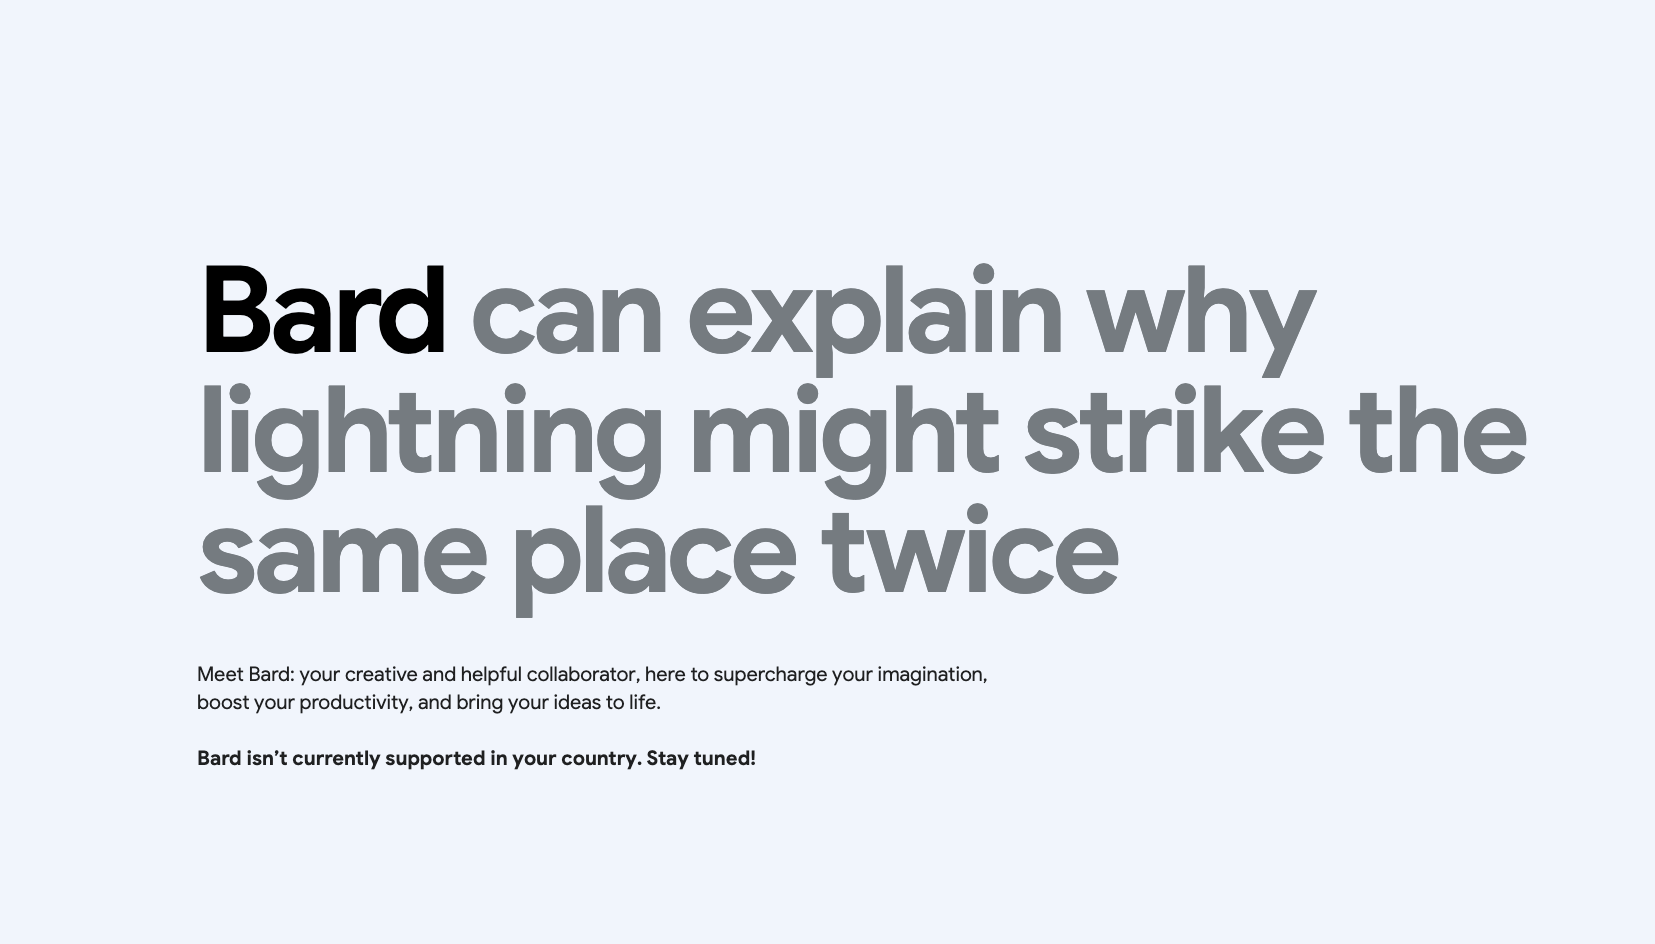 Bard can explain why
lightning might strike the
same place twice
Meet Bard: your creative and helpful collaborator, here to supercharge your imagination,
boost your productivity, and bring your ideas to life.
Bard isn’t currently supported in your country. Stay tuned!